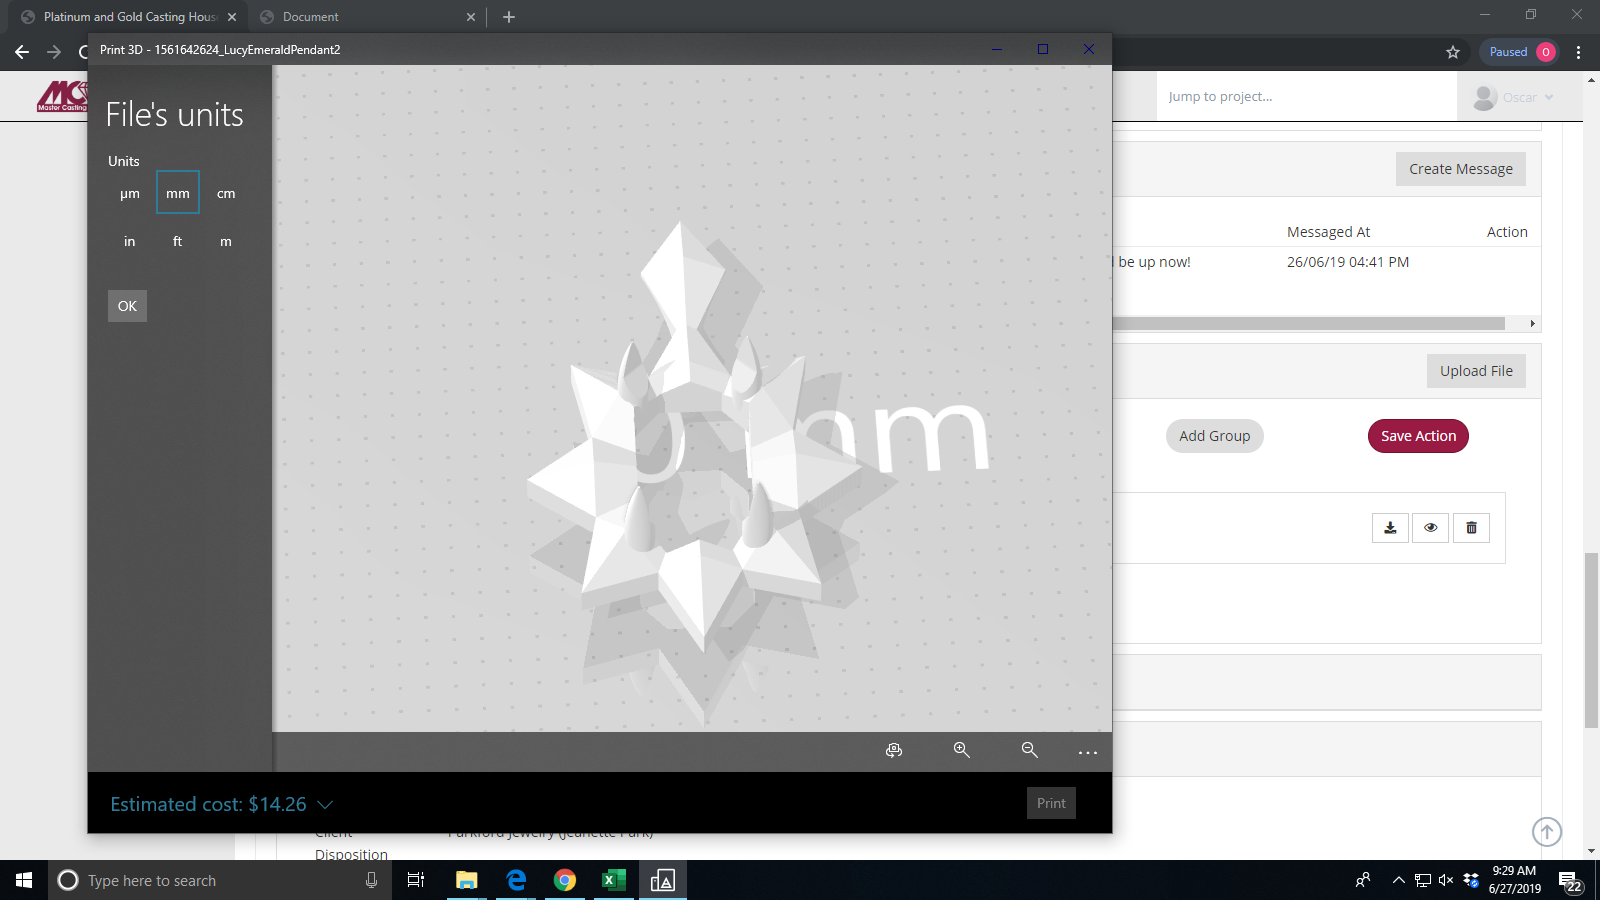 Platinum and Gold Casting Hous
Document
Print 3D - 1561642624_LucyEmeraldPendant2
Paused
0
MC
Master Casting
Jump to project...
Oscar
File's units
Units
µm
mm
cm
in
ft
m
OK
Create Message
Messaged At
Action
be up now!
26/06/19 04:41 PM
Upload File
Add Group
Save Action
mm
Estimated cost: $14.26
Print
Client
Parkford Jewelry (Jeanette Park)
Disposition
Type here to search
9:29 AM
6/27/2019
22